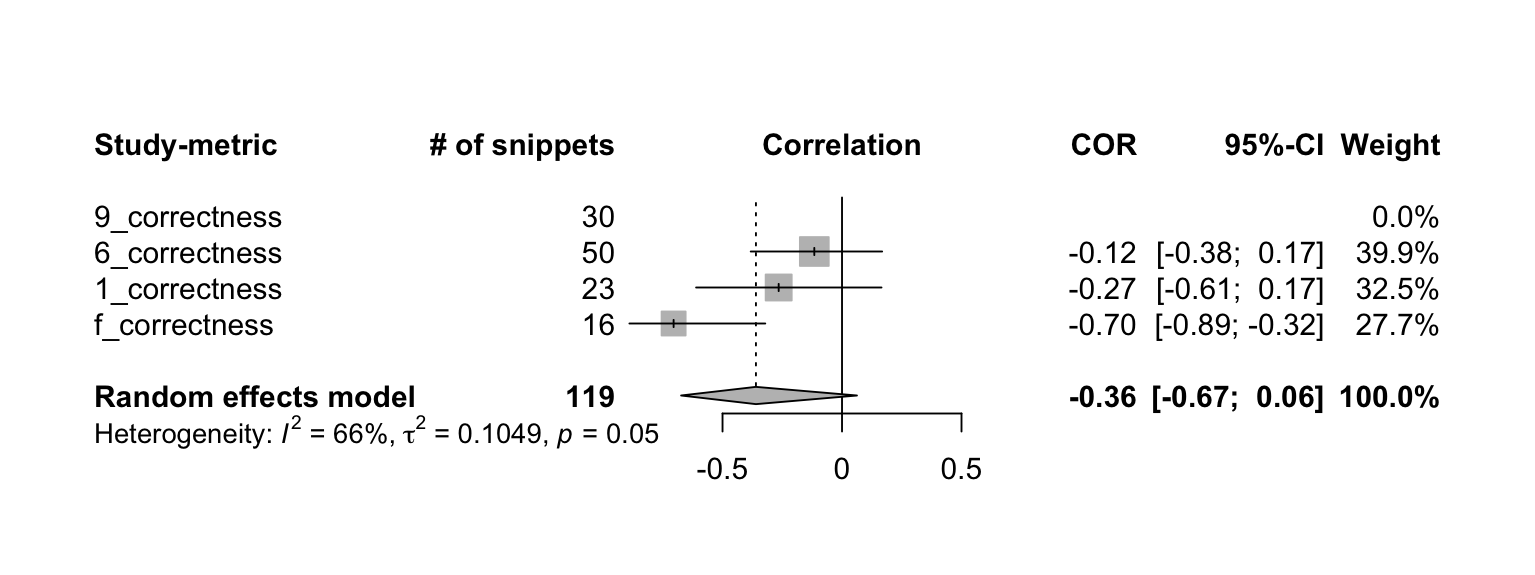 Study-metric # of snippets Correlation COR 95%-CI Weight
9_correctness 30 0.0%
6_correctness 50 -0.12 [-0.38; 0.17] 39.9%
1_correctness 23 -0.27 [-0.61; 0.17] 32.5%
f_correctness 16 -0.70 [-0.89; -0.32] 27.7%
Random effects model 119 -0.36 [-0.67; 0.06] 100.0%
Heterogeneity: I² = 66%, τ² = 0.1049, p = 0.05
-0.5 0 0.5